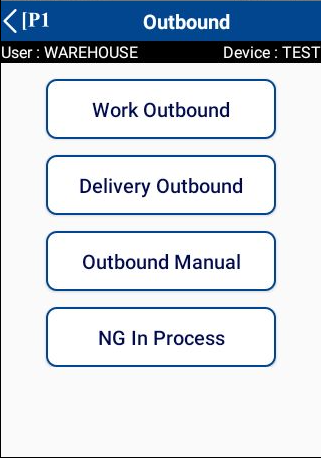 [P1 Outbound
User : WAREHOUSE Device : TEST
Work Outbound
Delivery Outbound
Outbound Manual
NG In Process